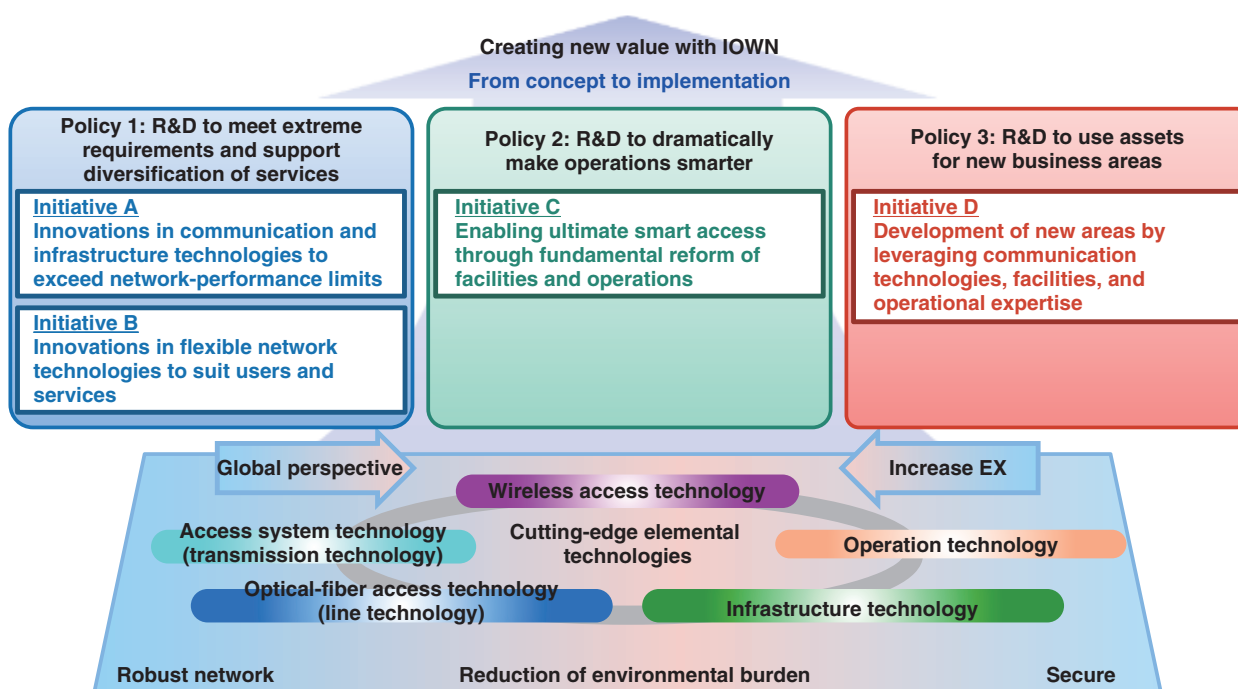 Creating new value with IOWN
From concept to implementation
Policy 1: R&D to meet extreme
requirements and support
diversification of services
Initiative A
Innovations in communication and
infrastructure technologies to
exceed network-performance limits
Initiative B
Innovations in flexible network
technologies to suit users and
services
Policy 2: R&D to dramatically
make operations smarter
Initiative C
Enabling ultimate smart access
through fundamental reform of
facilities and operations
Policy 3: R&D to use assets
for new business areas
Initiative D
Development of new areas by
leveraging communication
technologies, facilities, and
operational expertise
Global perspective
Increase EX
Wireless access technology
Access system technology
(transmission technology)
Cutting-edge elemental
technologies
Operation technology
Optical-fiber access technology
(line technology)
Infrastructure technology
Robust network
Reduction of environmental burden
Secure